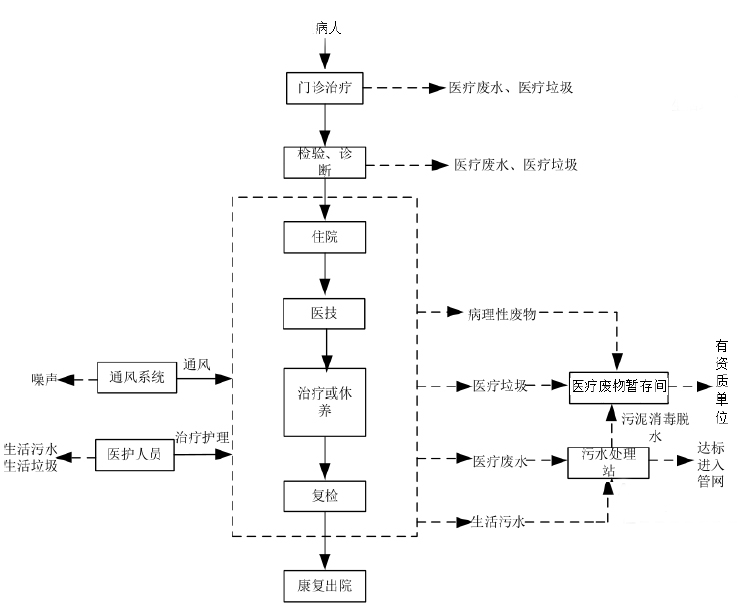 病人
门诊治疗
医疗废水、医疗垃圾
检验、诊
断
医疗废水、医疗垃圾
住院
医技
病理性废物
通风系统
通风
噪声
治疗或休
养
医疗垃圾
医疗废物暂存间
有
资
质
单
位
污泥消毒脱
水
医护人员
治疗护理
生活污水
生活垃圾
医疗废水
污水处理
站
达标
进入
管网
复检
生活污水
康复出院